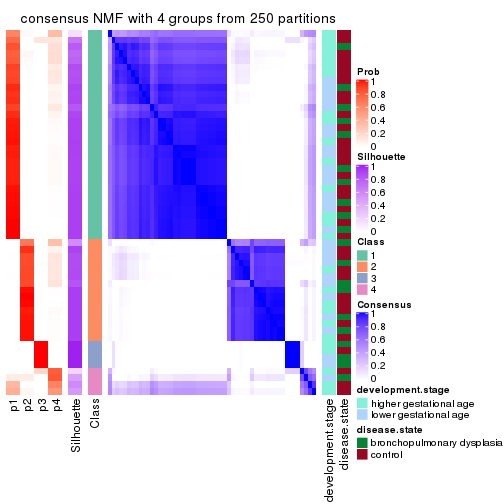 consensus NMF with 4 groups from 250 partitions
Prob
1
0.8
0.6
0.4
0.2
0
Silhouette
1
0.8
0.6
0.4
0.2
0
Class
1
2
3
4
Consensus
1
0.8
0.6
0.4
0.2
0
development.stage
higher gestational age
lower gestational age
disease.state
bronchopulmonary dysplasia
control
p1
p2
p3
p4
Silhouette
Class
development.stage
disease.state